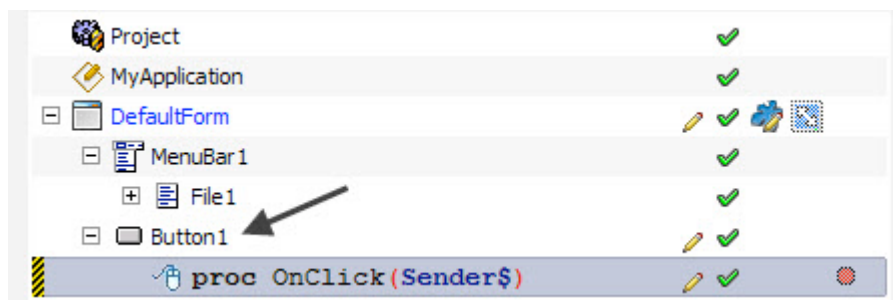 Project
MyApplication
DefaultForm
MenuBar1
File1
Button1
proc OnClick(Sender$)